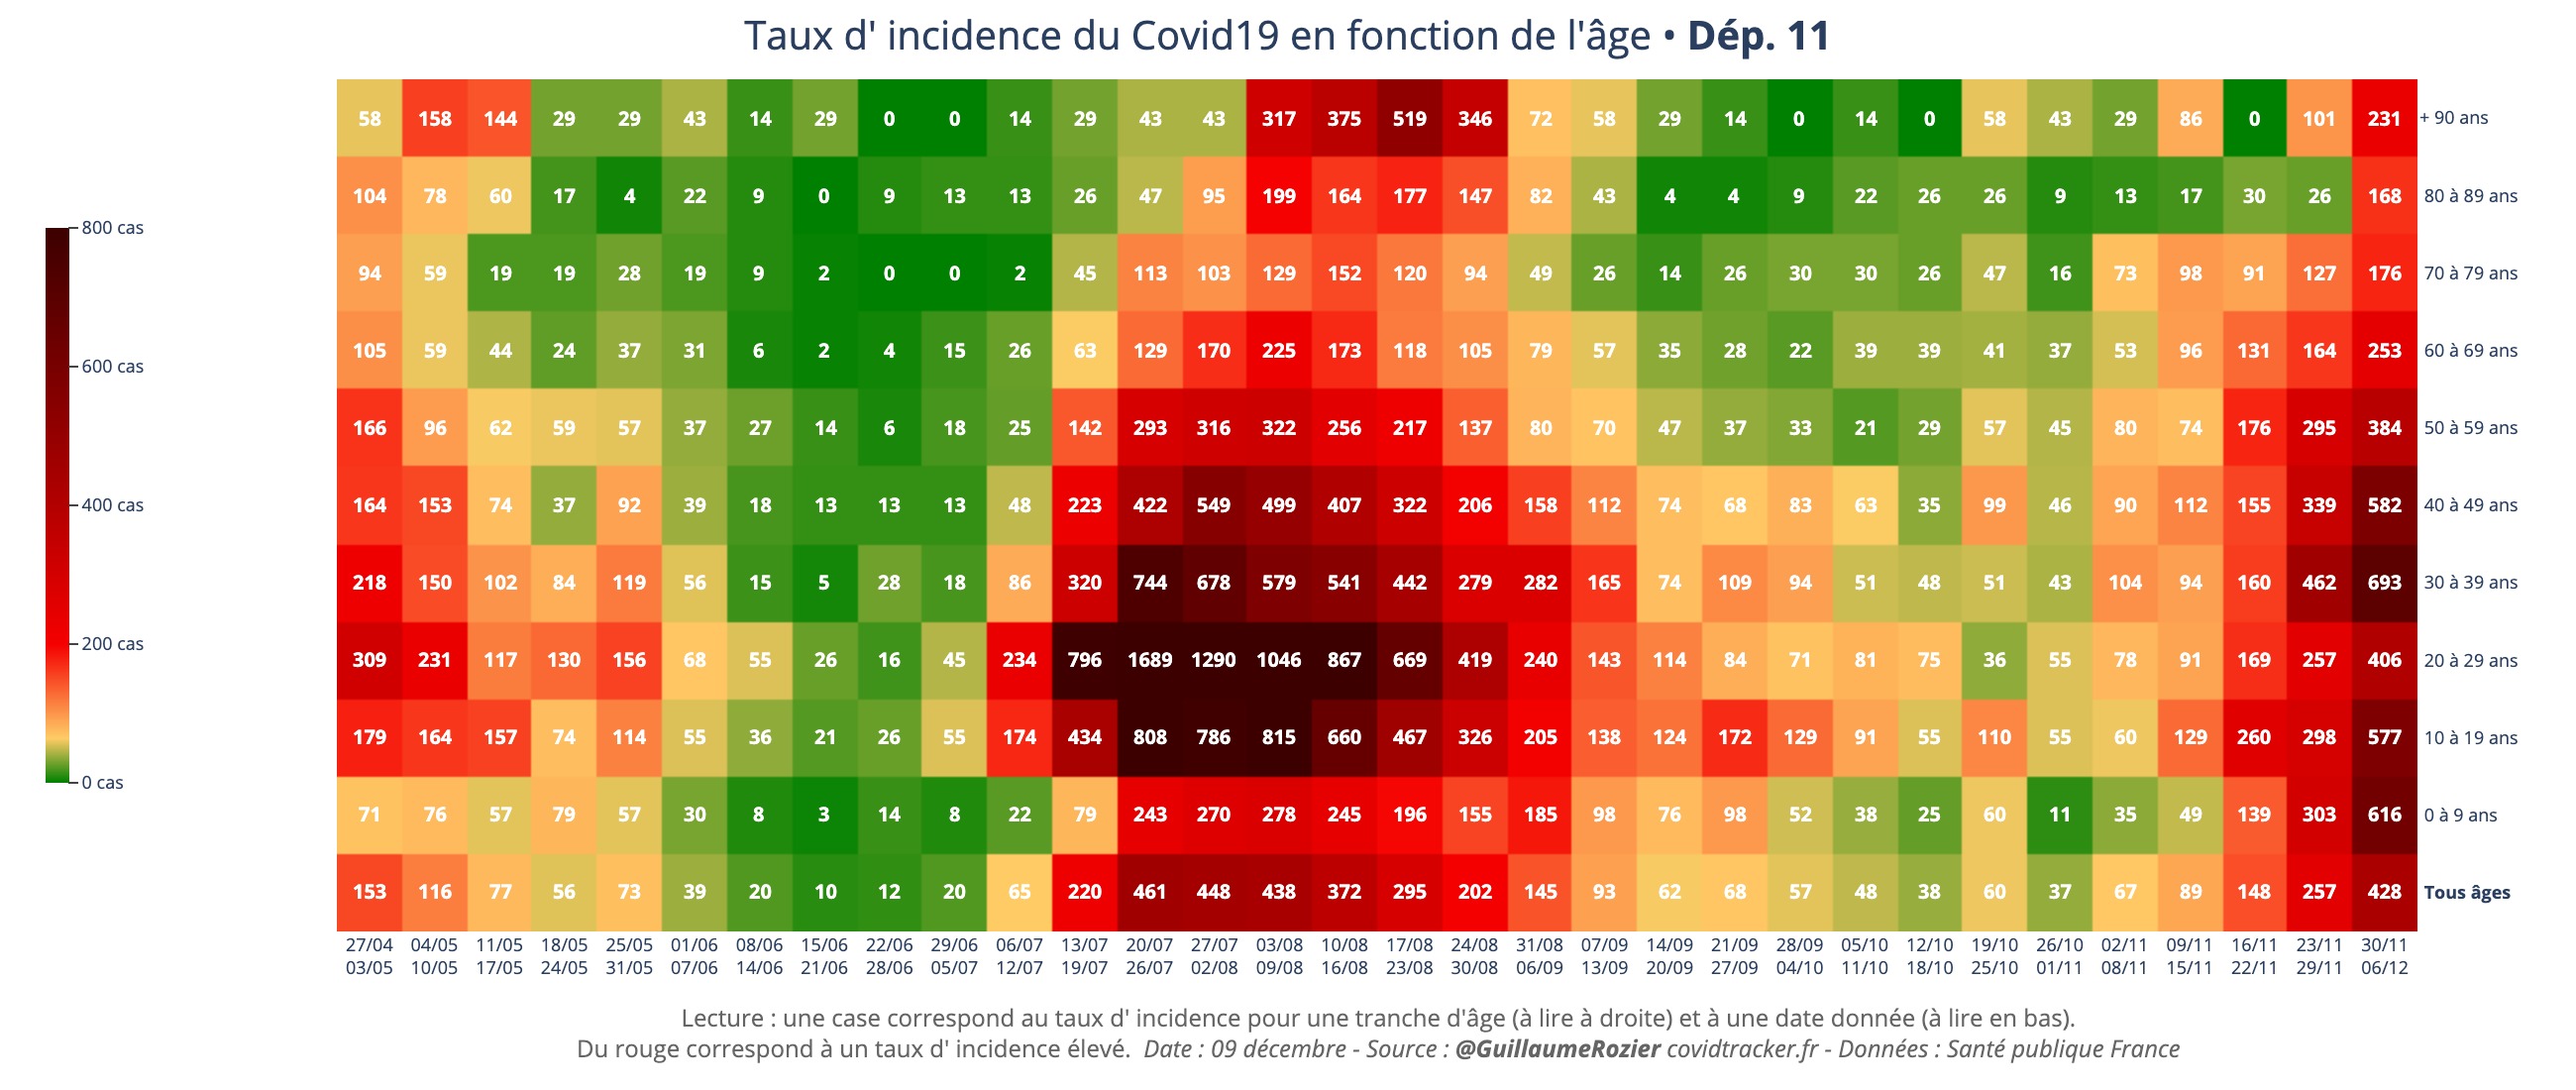 Taux d' incidence du Covid19 en fonction de l'âge • Dép. 11
58 158 144 29 29 43 14 29 0 0 14 29 43 43 317 375 519 346 72 58 29 14 0 14 0 58 43 29 86 0 101 231 + 90 ans
104 78 60 17 4 22 9 0 9 13 13 26 47 95 199 164 177 147 82 43 4 4 9 22 26 26 9 13 17 30 26 168 80 à 89 ans
800 cas
94 59 19 19 28 19 9 2 0 0 2 45 113 103 129 152 120 94 49 26 14 26 30 30 26 47 16 73 98 91 127 176 70 à 79 ans
105 59 44 24 37 31 6 2 4 15 26 63 129 170 225 173 118 105 79 57 35 28 22 39 39 41 37 53 96 131 164 253 60 à 69 ans
600 cas
166 96 62 59 57 37 27 14 6 18 25 142 293 316 322 256 217 137 80 70 47 37 33 21 29 57 45 80 74 176 295 384 50 à 59 ans
400 cas
164 153 74 37 92 39 18 13 13 13 48 223 422 549 499 407 322 206 158 112 74 68 83 63 35 99 46 90 112 155 339 582 40 à 49 ans
218 150 102 84 119 56 15 5 28 18 86 320 744 678 579 541 442 279 282 165 74 109 94 51 48 51 43 104 94 160 462 693 30 à 39 ans
200 cas
309 231 117 130 156 68 55 26 16 45 234 796 1689 1290 1046 867 669 419 240 143 114 84 71 81 75 36 55 78 91 169 257 406 20 à 29 ans
179 164 157 74 114 55 36 21 26 55 174 434 808 786 815 660 467 326 205 138 124 172 129 91 55 110 55 60 129 260 298 577 10 à 19 ans
0 cas
71 76 57 79 57 30 8 3 14 8 22 79 243 270 278 245 196 155 185 98 76 98 52 38 25 60 11 35 49 139 303 616 0 à 9 ans
153 116 77 56 73 39 20 10 12 20 65 220 461 448 438 372 295 202 145 93 62 68 57 48 38 60 37 67 89 148 257 428 Tous âges
27/04 04/05 11/05 18/05 25/05 01/06 08/06 15/06 22/06 29/06 06/07 13/07 20/07 27/07 03/08 10/08 17/08 24/08 31/08 07/09 14/09 21/09 28/09 05/10 12/10 19/10 26/10 02/11 09/11 16/11 23/11 30/11
03/05 10/05 17/05 24/05 31/05 07/06 14/06 21/06 28/06 05/07 12/07 19/07 26/07 02/08 09/08 16/08 23/08 30/08 06/09 13/09 20/09 27/09 04/10 11/10 18/10 25/10 01/11 08/11 15/11 22/11 29/11 06/12
Lecture : une case correspond au taux d' incidence pour une tranche d'âge (à lire à droite) et à une date donnée (à lire en bas).
Du rouge correspond à un taux d' incidence élevé. Date : 09 décembre - Source : @GuillaumeRozier covidtracker.fr - Données : Santé publique France